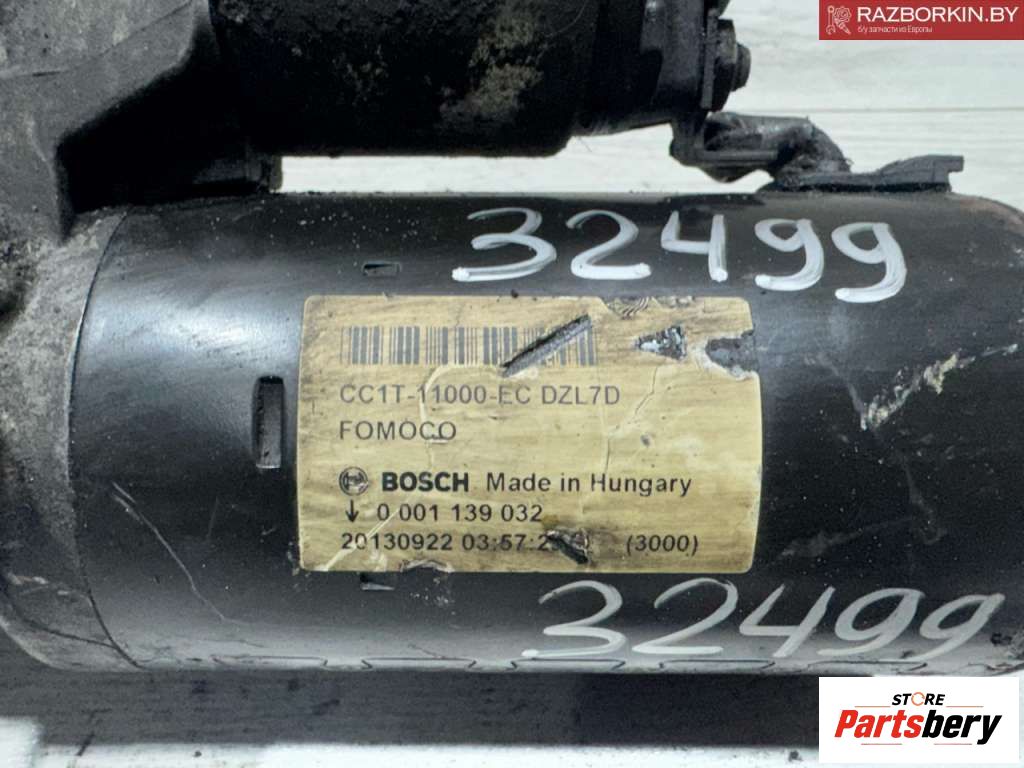 RAZBORKIN.BY
б/у запчасти из Европы
32499
CC1T-11000-EC DZL7D
FOMOCO
BOSCH Made in Hungary
↓ 0 001 139 032
20130922 03:57:2 (3000)
32499
STORE
Partsbery